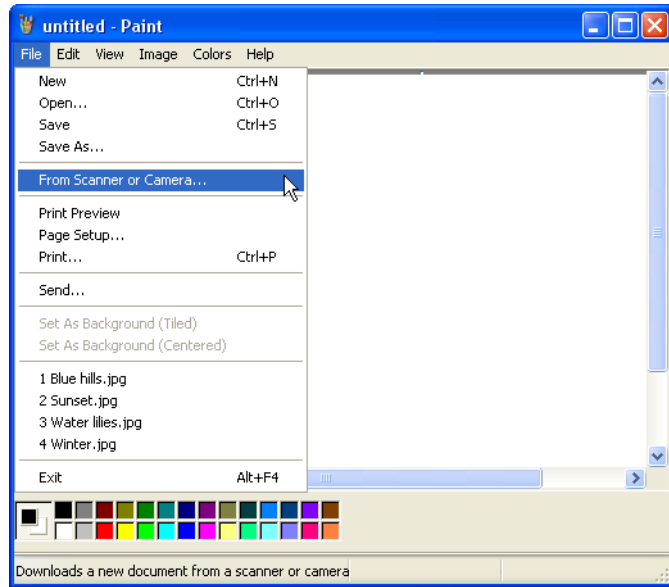 untitled - Paint
File Edit View Image Colors Help
New Ctrl+N
Open... Ctrl+O
Save Ctrl+S
Save As...
From Scanner or Camera...
Print Preview
Page Setup...
Print... Ctrl+P
Send...
Set As Background (Tiled)
Set As Background (Centered)
1 Blue hills.jpg
2 Sunset.jpg
3 Water lilies.jpg
4 Winter.jpg
Exit Alt+F4
Downloads a new document from a scanner or camera